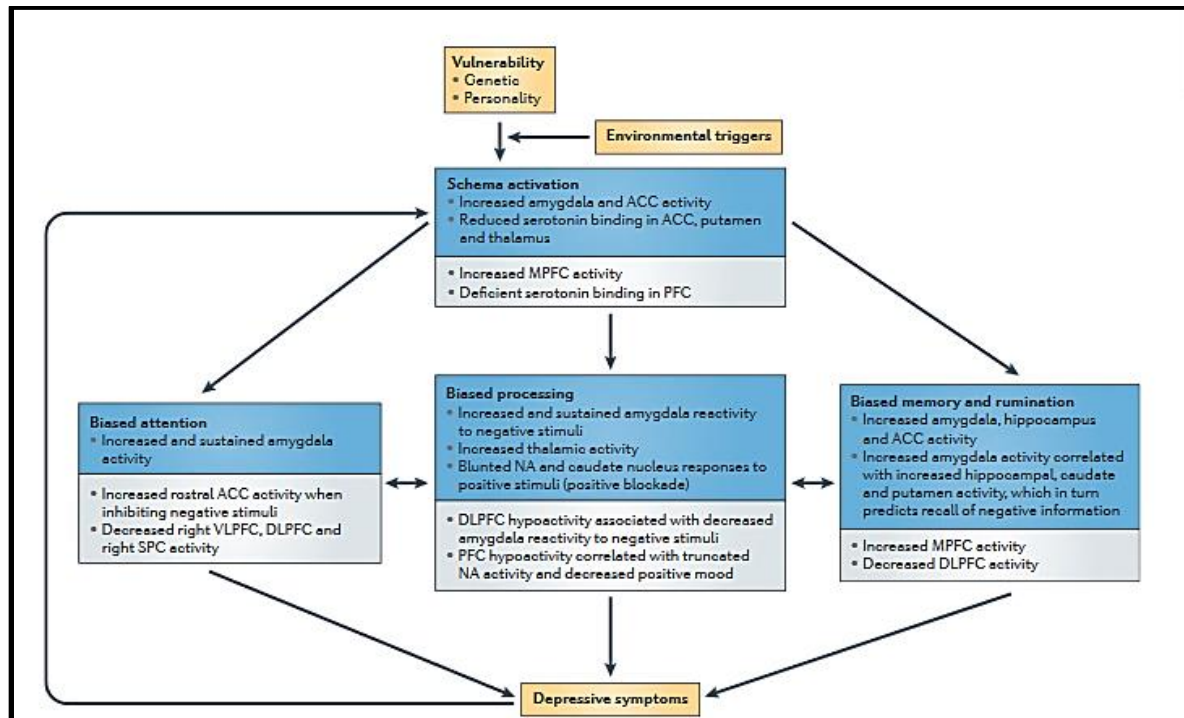 Vulnerability
• Genetic
• Personality
Environmental triggers
Schema activation
• Increased amygdala and ACC activity
• Reduced serotonin binding in ACC, putamen
and thalamus
• Increased MPFC activity
• Deficient serotonin binding in PFC
Biased attention
• Increased and sustained amygdala
activity
• Increased rostral ACC activity when
inhibiting negative stimuli
• Decreased right VLPFC, DLPFC and
right SPC activity
Biased processing
• Increased and sustained amygdala reactivity
to negative stimuli
• Increased thalamic activity
• Blunted NA and caudate nucleus responses to
positive stimuli (positive blockade)
• DLPFC hypoactivity associated with decreased
amygdala reactivity to negative stimuli
• PFC hypoactivity correlated with truncated
NA activity and decreased positive mood
Biased memory and rumination
• Increased amygdala, hippocampus
and ACC activity
• Increased amygdala activity correlated
with increased hippocampal, caudate
and putamen activity, which in turn
predicts recall of negative information
• Increased MPFC activity
• Decreased DLPFC activity
Depressive symptoms